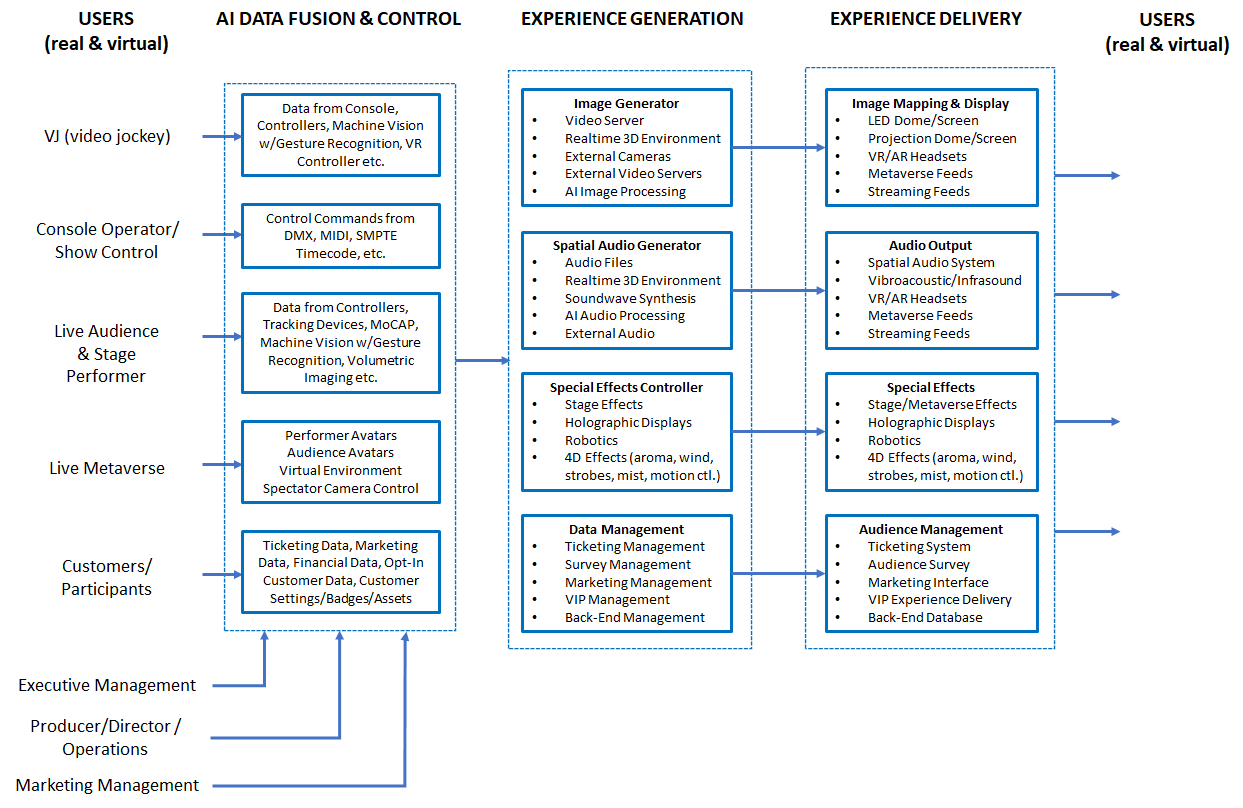 USERS
(real & virtual)
AI DATA FUSION & CONTROL
EXPERIENCE GENERATION
EXPERIENCE DELIVERY
USERS
(real & virtual)
VJ (video jockey)
Console Operator/
Show Control
Live Audience
& Stage
Performer
Live Metaverse
Customers/
Participants
Executive Management
Producer/Director /
Operations
Marketing Management
Data from Console,
Controllers, Machine Vision
w/Gesture Recognition, VR
Controller etc.
Control Commands from
DMX, MIDI, SMPTE
Timecode, etc.
Data from Controllers,
Tracking Devices, MoCAP,
Machine Vision w/Gesture
Recognition, Volumetric
Imaging etc.
Performer Avatars
Audience Avatars
Virtual Environment
Spectator Camera Control
Ticketing Data, Marketing
Data, Financial Data, Opt-In
Customer Data, Customer
Settings/Badges/Assets
Image Generator
• Video Server
• Realtime 3D Environment
• External Cameras
• External Video Servers
• AI Image Processing
Spatial Audio Generator
• Audio Files
• Realtime 3D Environment
• Soundwave Synthesis
• AI Audio Processing
• External Audio
Special Effects Controller
• Stage Effects
• Holographic Displays
• Robotics
• 4D Effects (aroma, wind,
strobes, mist, motion ctl.)
Data Management
• Ticketing Management
• Survey Management
• Marketing Management
• VIP Management
• Back-End Management
Image Mapping & Display
• LED Dome/Screen
• Projection Dome/Screen
• VR/AR Headsets
• Metaverse Feeds
• Streaming Feeds
Audio Output
• Spatial Audio System
• Vibroacoustic/Infrasound
• VR/AR Headsets
• Metaverse Feeds
• Streaming Feeds
Special Effects
• Stage/Metaverse Effects
• Holographic Displays
• Robotics
• 4D Effects (aroma, wind,
strobes, mist, motion ctl.)
Audience Management
• Ticketing System
• Audience Survey
• Marketing Interface
• VIP Experience Delivery
• Back-End Database